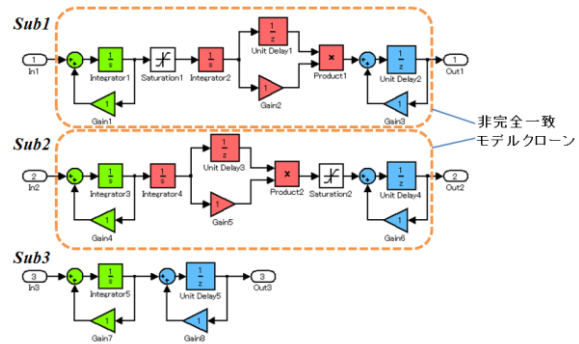 Sub1
1
In1
1
s
Integrator1
Saturation1
1
s
Integrator2
1
z
Unit Delay1
×
Product1
1
z
Unit Delay2
1
Out1
1
Gain1
1
Gain2
1
Gain3
非完全一致
モデルクローン
Sub2
2
In2
1
s
Integrator3
1
s
Integrator4
1
z
Unit Delay3
×
Product2
Saturation2
1
z
Unit Delay4
2
Out2
1
Gain4
1
Gain5
1
Gain6
Sub3
3
In3
1
s
Integrator5
1
z
Unit Delay5
3
Out3
1
Gain7
1
Gain8